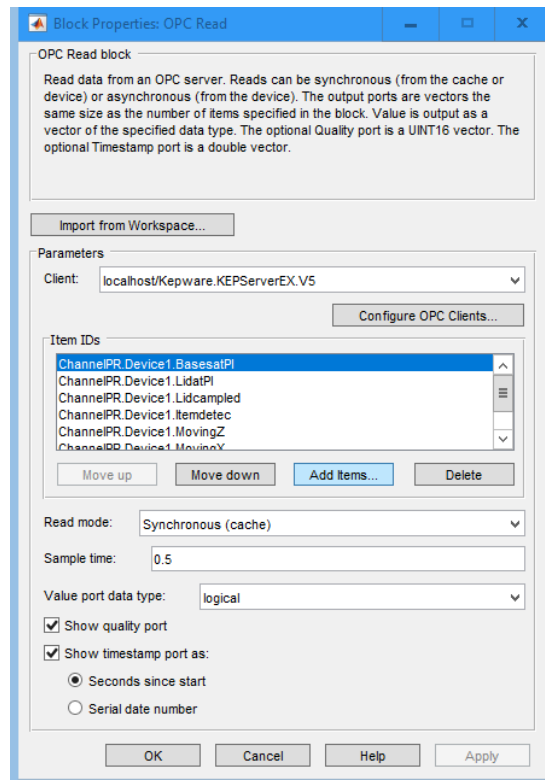 Block Properties: OPC Read
OPC Read block
Read data from an OPC server. Reads can be synchronous (from the cache or
device) or asynchronous (from the device). The output ports are vectors the
same size as the number of items specified in the block. Value is output as a
vector of the specified data type. The optional Quality port is a UINT16 vector. The
optional Timestamp port is a double vector.
Import from Workspace...
Parameters
Client: localhost/Kepware.KEPServerEX.V5
Configure OPC Clients...
Item IDs
ChannelPR.Device1.BasesatPl
ChannelPR.Device1.LidatPl
ChannelPR.Device1.Lidcampled
ChannelPR.Device1.Itemdetec
ChannelPR.Device1.MovingZ
ChannelPR.Device1.MovingX
Move up Move down Add Items... Delete
Read mode: Synchronous (cache)
Sample time: 0.5
Value port data type: logical
Show quality port
Show timestamp port as:
Seconds since start
Serial date number
OK Cancel Help Apply